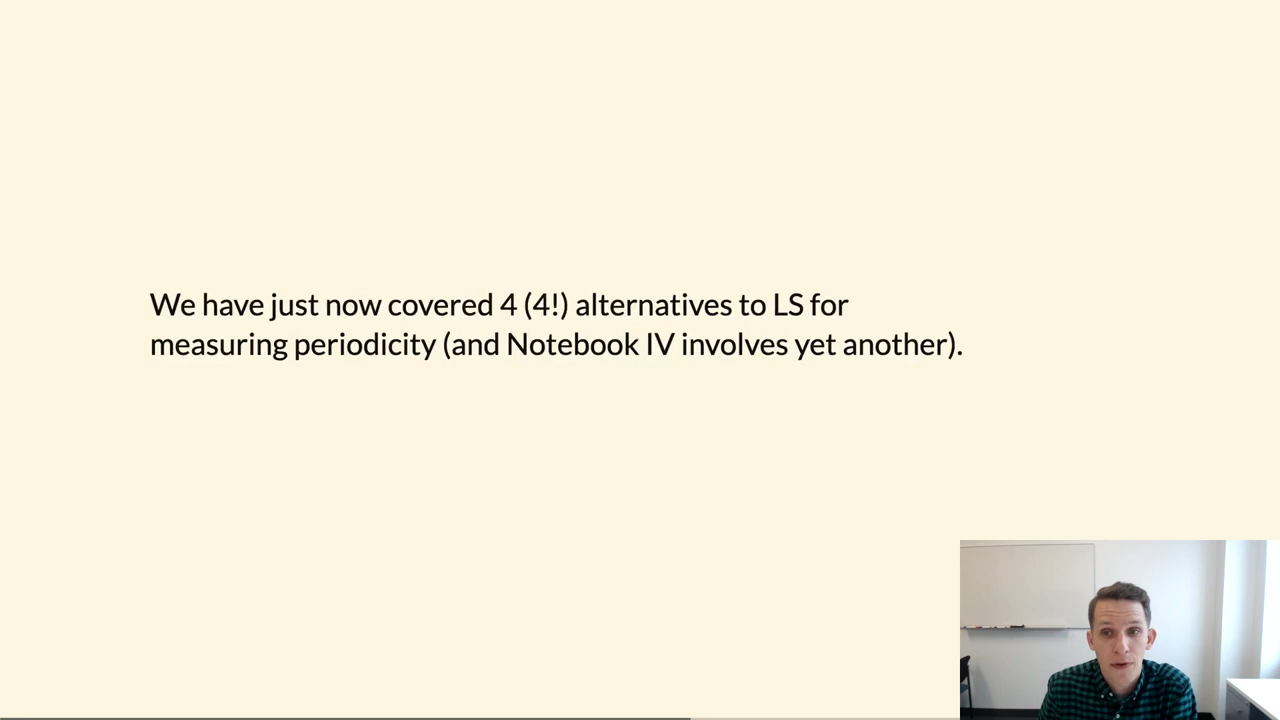 We have just now covered 4 (4!) alternatives to LS for
measuring periodicity (and Notebook IV involves yet another).